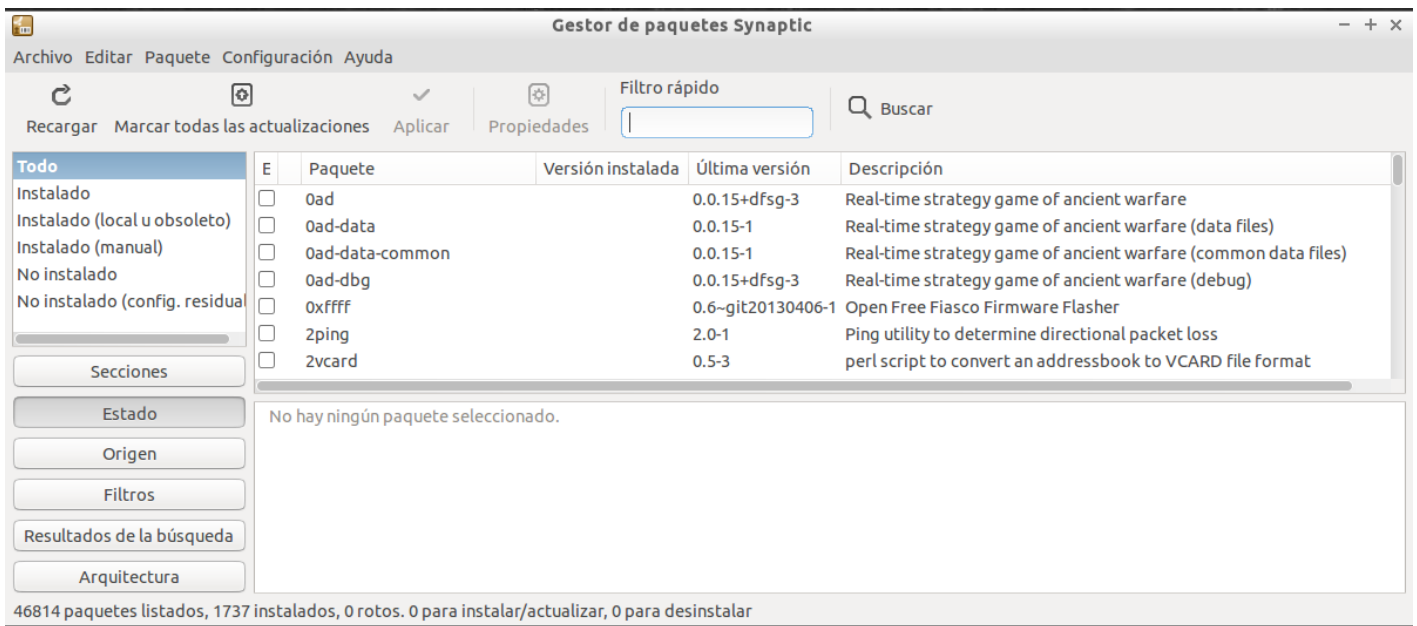 Gestor de paquetes Synaptic
Archivo Editar Paquete Configuración Ayuda
Recargar Marcar todas las actualizaciones Aplicar Propiedades Filtro rápido Buscar
Todo
Instalado
Instalado (local u obsoleto)
Instalado (manual)
No instalado
No instalado (config. residual
Secciones
Estado
Origen
Filtros
Resultados de la búsqueda
Arquitectura
E Paquete Versión instalada Última versión Descripción
0ad 0.0.15+dfsg-3 Real-time strategy game of ancient warfare
0ad-data 0.0.15-1 Real-time strategy game of ancient warfare (data files)
0ad-data-common 0.0.15-1 Real-time strategy game of ancient warfare (common data files)
0ad-dbg 0.0.15+dfsg-3 Real-time strategy game of ancient warfare (debug)
0xffff 0.6~git20130406-1 Open Free Fiasco Firmware Flasher
2ping 2.0-1 Ping utility to determine directional packet loss
2vcard 0.5-3 perl script to convert an addressbook to VCARD file format
No hay ningún paquete seleccionado.
46814 paquetes listados, 1737 instalados, 0 rotos. 0 para instalar/actualizar, 0 para desinstalar